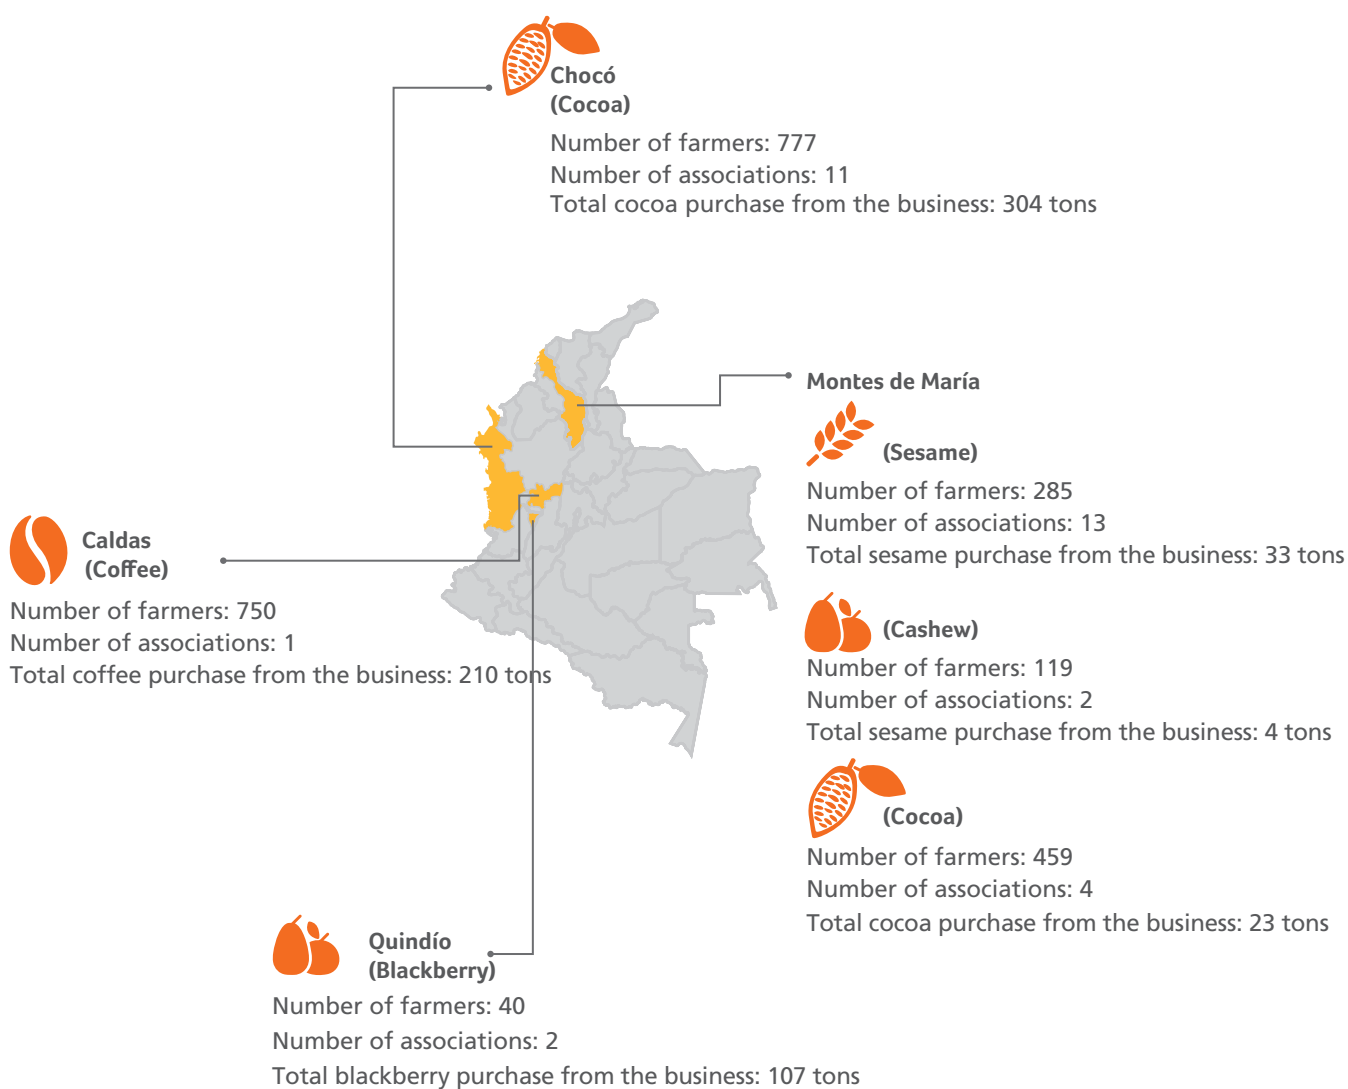 Chocó
(Cocoa)
Number of farmers: 777
Number of associations: 11
Total cocoa purchase from the business: 304 tons
Montes de María
(Sesame)
Number of farmers: 285
Number of associations: 13
Total sesame purchase from the business: 33 tons
(Cashew)
Number of farmers: 119
Number of associations: 2
Total sesame purchase from the business: 4 tons
(Cocoa)
Number of farmers: 459
Number of associations: 4
Total cocoa purchase from the business: 23 tons
Caldas
(Coffee)
Number of farmers: 750
Number of associations: 1
Total coffee purchase from the business: 210 tons
Quindío
(Blackberry)
Number of farmers: 40
Number of associations: 2
Total blackberry purchase from the business: 107 tons